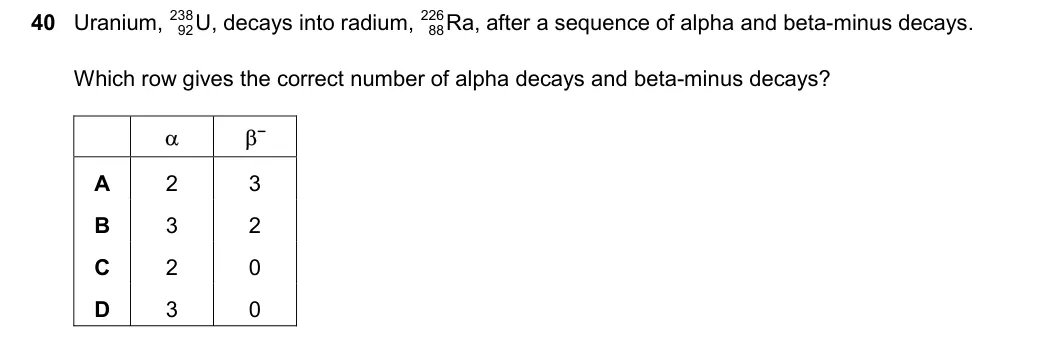 40 Uranium, ²³⁸₉₂U, decays into radium, ²²⁶₈₈Ra, after a sequence of alpha and beta-minus decays.
Which row gives the correct number of alpha decays and beta-minus decays?
α β⁻
A 2 3
B 3 2
C 2 0
D 3 0